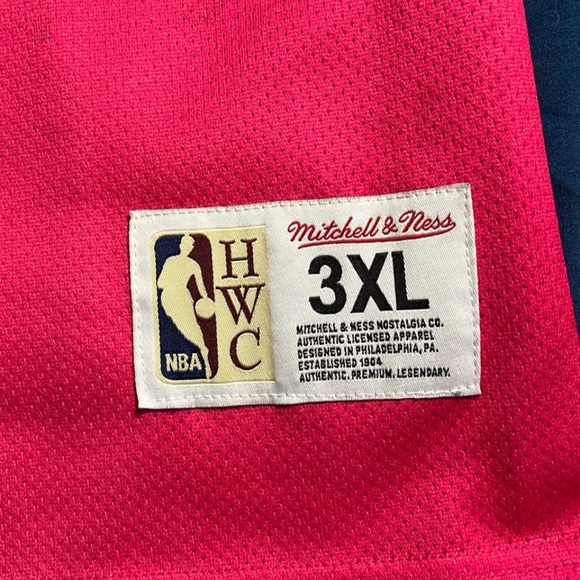 NBA
HWC
Mitchell & Ness
3XL
MITCHELL & NESS NOSTALGIA CO.
AUTHENTIC LICENSED APPAREL
DESIGNED IN PHILADELPHIA, PA.
ESTABLISHED 1904
AUTHENTIC. PREMIUM. LEGENDARY.